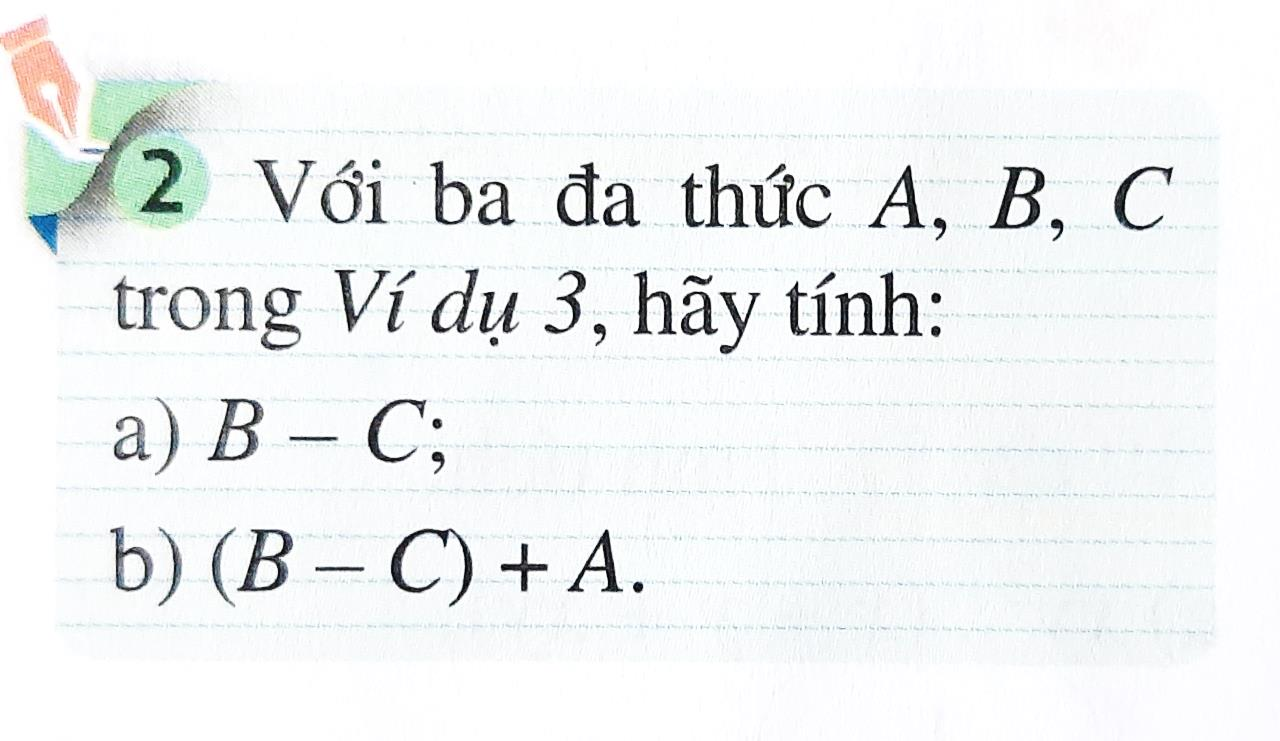 2 Với ba đa thức A, B, C
trong Ví dụ 3, hãy tính:
a) B – C;
b) (B – C) + A.